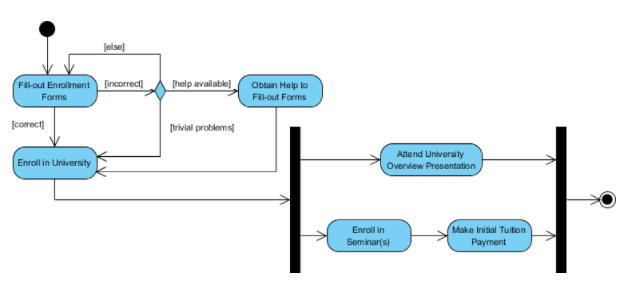 [else]
Fill-out Enrollment
Forms
[incorrect]
[help available]
Obtain Help to
Fill-out Forms
[correct]
[trivial problems]
Enroll in University
Attend University
Overview Presentation
Enroll in
Seminar(s)
Make Initial Tuition
Payment